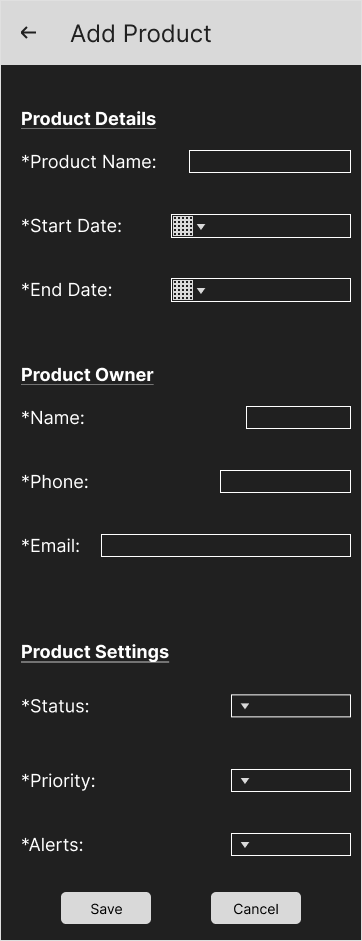 Add Product
Product Details
*Product Name:
*Start Date:
*End Date:
Product Owner
*Name:
*Phone:
*Email:
Product Settings
*Status:
*Priority:
*Alerts:
Save Cancel